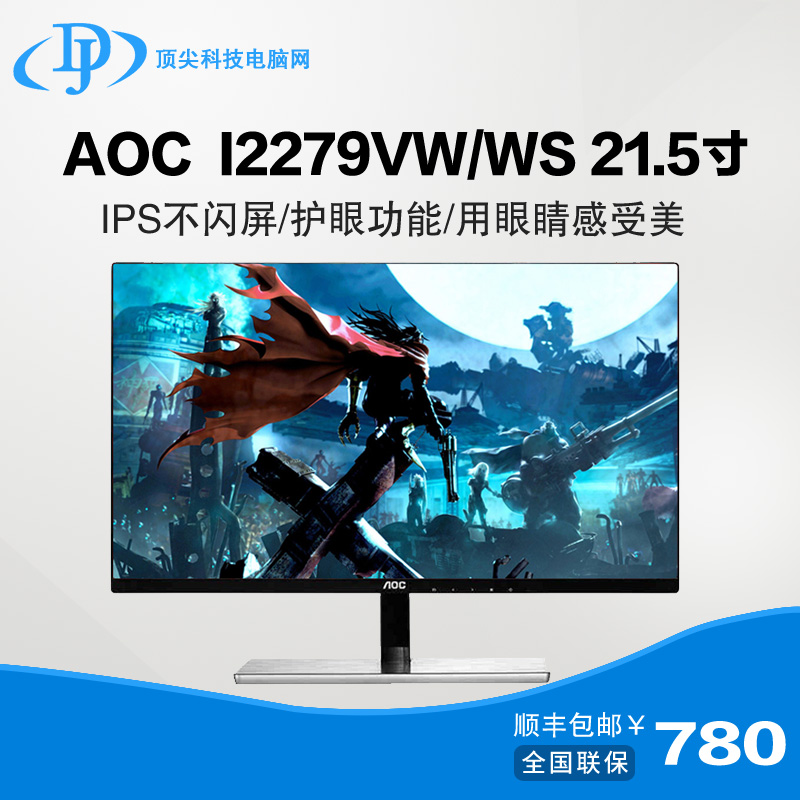 DJ 顶尖科技电脑网
AOC I2279VW/WS 21.5寸
IPS不闪屏/护眼功能/用眼睛感受美
AOC
顺丰包邮¥ 780
全国联保